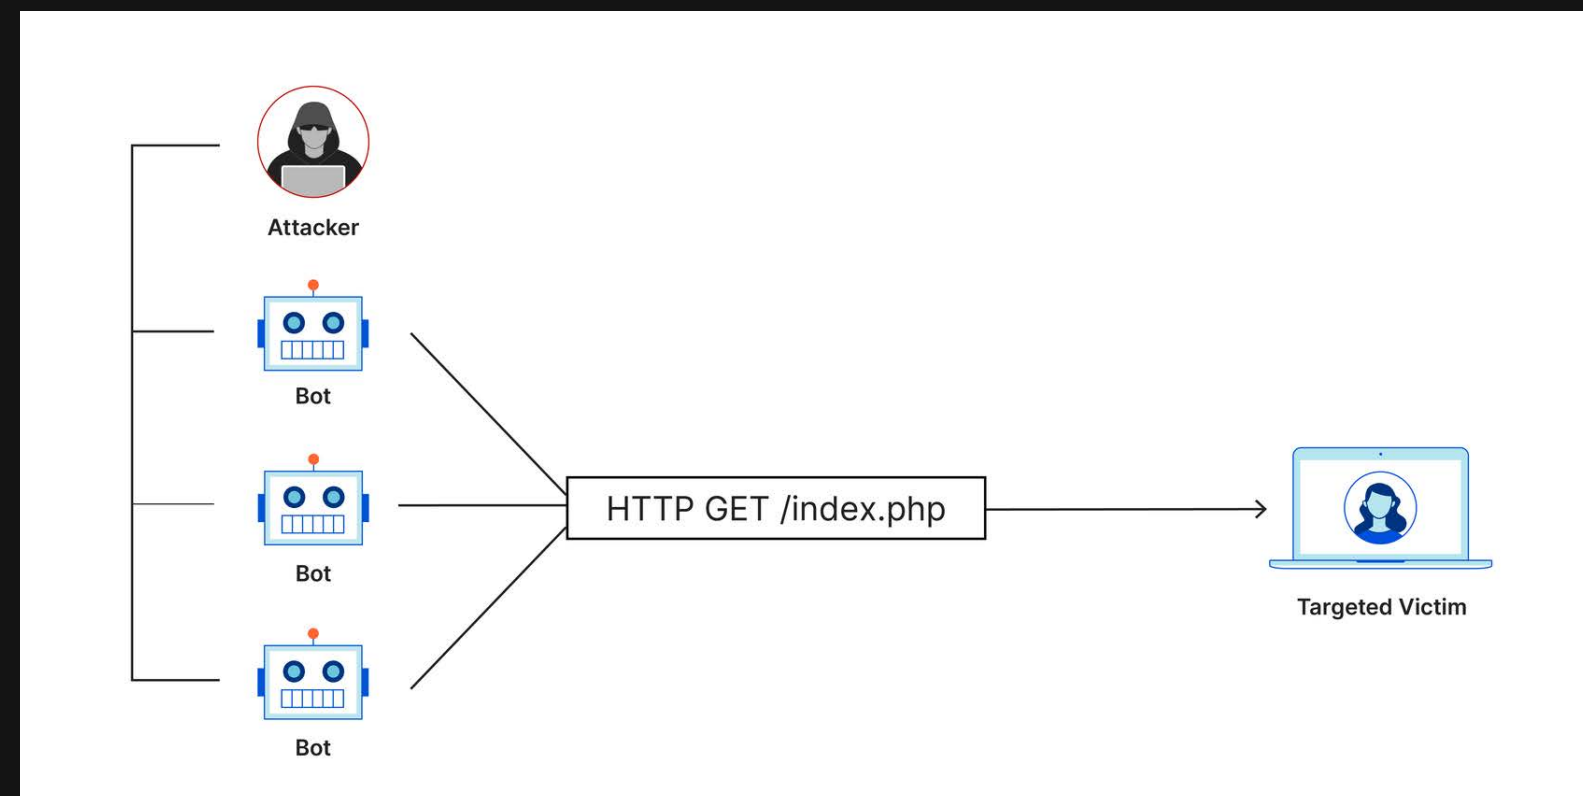 Attacker
Bot
Bot
HTTP GET /index.php
Targeted Victim
Bot